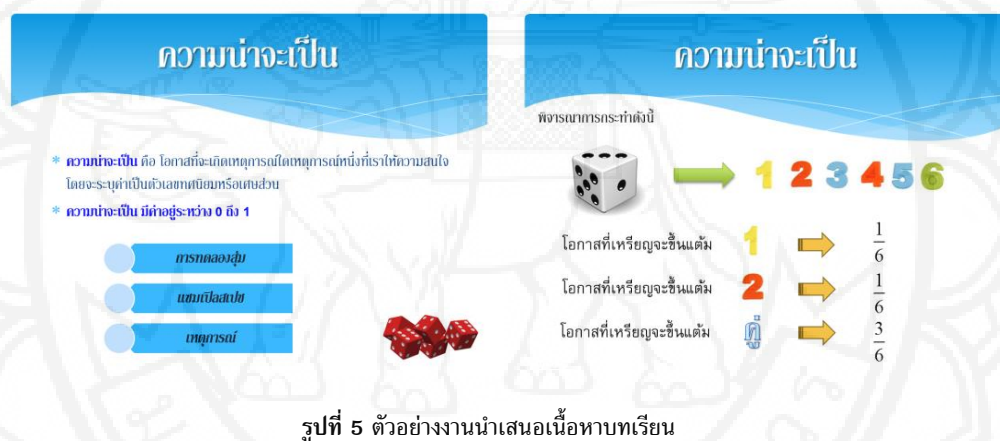 ความน่าจะเป็น
* ความน่าจะเป็น คือ โอกาสที่จะเกิดเหตุการณ์ใดเหตุการณ์หนึ่งที่เราให้ความสนใจ
โดยจะระบุค่าเป็นตัวเลขทศนิยมหรือเศษส่วน
* ความน่าจะเป็น มีค่าอยู่ระหว่าง 0 ถึง 1
การทดลองสุ่ม
แซมเปิลสเปซ
เหตุการณ์
ความน่าจะเป็น
พิจารณาการกระทำดังนี้
1 2 3 4 5 6
โอกาสที่เหรียญจะขึ้นแต้ม 1 1/6
โอกาสที่เหรียญจะขึ้นแต้ม 2 1/6
โอกาสที่เหรียญจะขึ้นแต้ม คู่ 3/6
รูปที่ 5 ตัวอย่างงานนำเสนอเนื้อหาบทเรียน